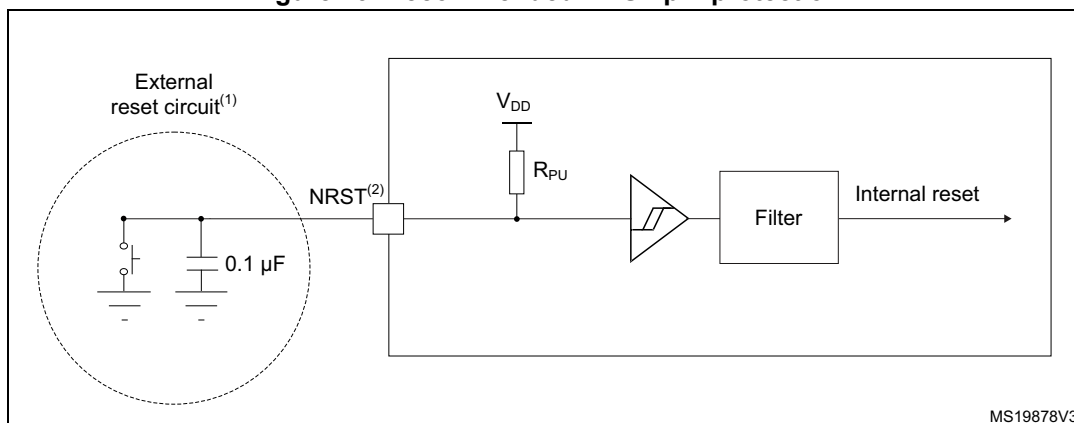 External
reset circuit(1)
VDD
RPU
NRST(2)
Filter
Internal reset
0.1 µF
MS19878V3